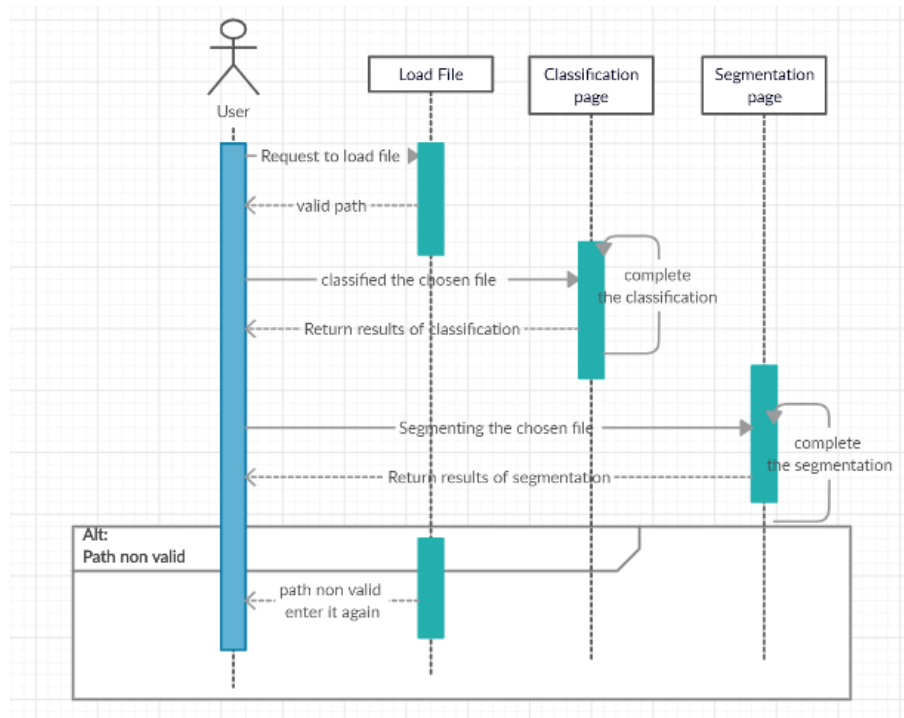 User
Load File
Classification
page
Segmentation
page
Request to load file
valid path
classified the chosen file
complete
the classification
Return results of classification
Segmenting the chosen file
complete
the segmentation
Return results of segmentation
Alt:
Path non valid
path non valid
enter it again